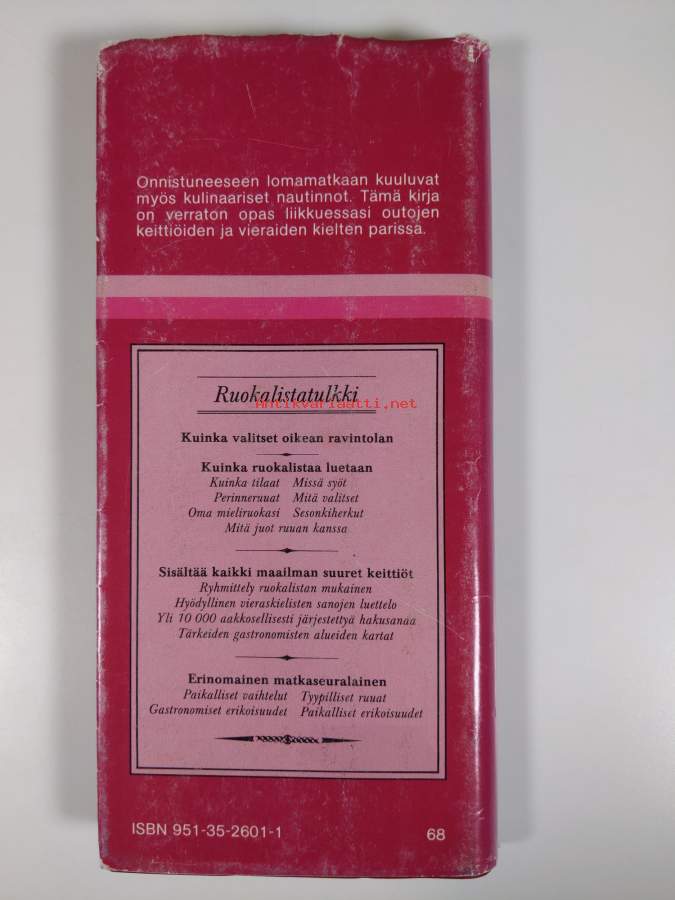 Onnistuneeseen lomamatkaan kuuluvat
myös kulinaariset nautinnot. Tämä kirja
on verraton opas liikkuessasi outojen
keittiöiden ja vieraiden kielten parissa.
Ruokalistatulkki
Antikvariaatti.net
Kuinka valitset oikean ravintolan
Kuinka ruokalistaa luetaan
Kuinka tilaat Missä syöt
Perinneruuat Mitä valitset
Oma mieliruokasi Sesonkiherkut
Mitä juot ruuan kanssa
Sisältää kaikki maailman suuret keittiöt
Ryhmittely ruokalistan mukainen
Hyödyllinen vieraskielisten sanojen luettelo
Yli 10 000 aakkosellisesti järjestettyä hakusanaa
Tärkeiden gastronomisten alueiden kartat
Erinomainen matkaseuralainen
Paikalliset vaihtelut Tyypilliset ruuat
Gastronomiset erikoisuudet Paikalliset erikoisuudet
ISBN 951-35-2601-1 68